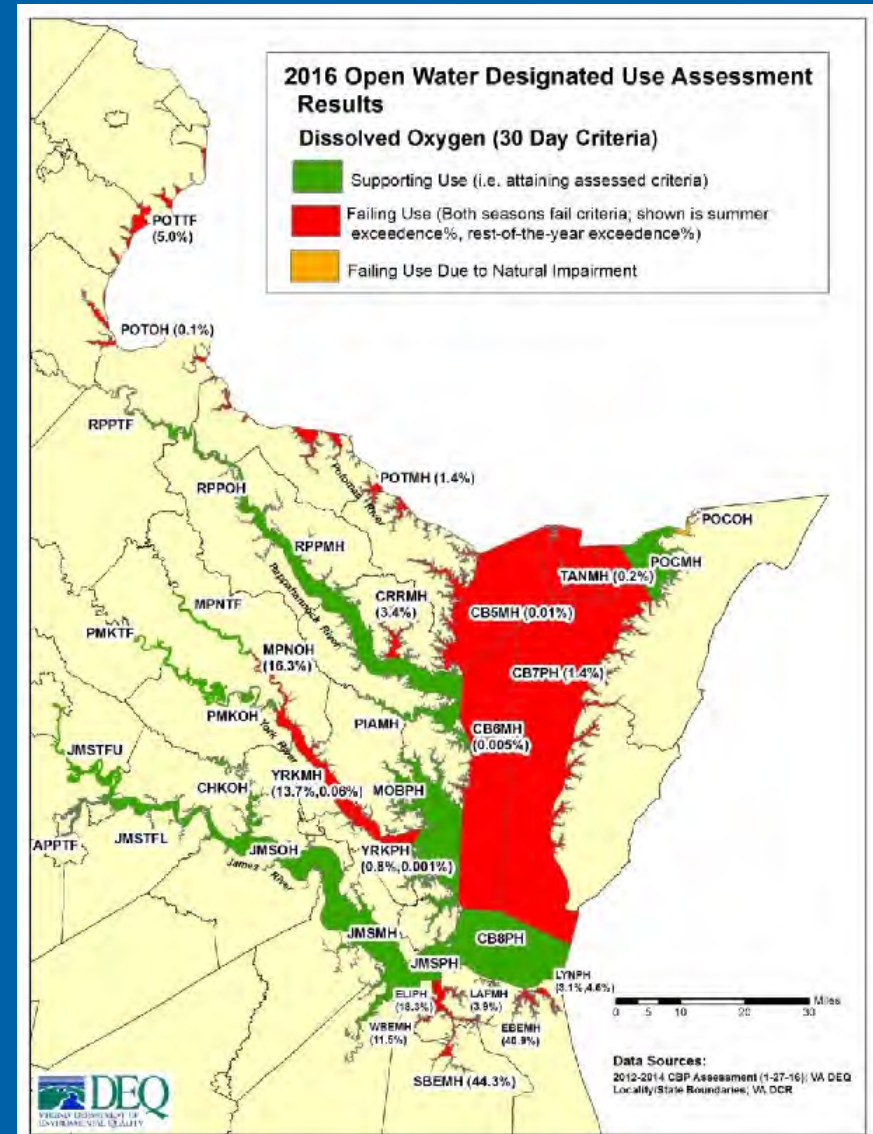 2016 Open Water Designated Use Assessment
Results
Dissolved Oxygen (30 Day Criteria)
Supporting Use (i.e. attaining assessed criteria)
Failing Use (Both seasons fail criteria; shown is summer
exceedence%, rest-of-the-year exceedence%)
Failing Use Due to Natural Impairment
POTTF
(5.0%)
POTOH (0.1%)
RPPTF
RPPOH
Potomac River
POTMH (1.4%)
POCOH
POCMH
TANMH (0.2%)
RPPMH
Rappahannock River
CRRMH
(3.4%)
CB5MH (0.01%)
MPNTF
PMKTF
MPNOH
(16.3%)
CB7PH (1.4%)
PMKOH
York River
PIAMH
CB6MH
(0.005%)
JMSTFU
CHKOH
YRKMH
(13.7%,0.06%)
MOBPH
APPTF
JMSTFL
JMSOH
James River
YRKPH
(0.8%,0.001%)
JMSMH
CB8PH
JMSPH
LYNPH
(3.1%,4.6%)
ELIPH
(18.3%)
LAFMH
(3.9%)
WBEMH
(11.5%)
EBEMH
(40.9%)
SBEMH (44.3%)
Miles
0 5 10 20 30
Data Sources:
2012-2014 CBP Assessment (1-27-16); VA DEQ
Locality/State Boundaries; VA DCR
DEQ
VIRGINIA DEPARTMENT OF
ENVIRONMENTAL QUALITY